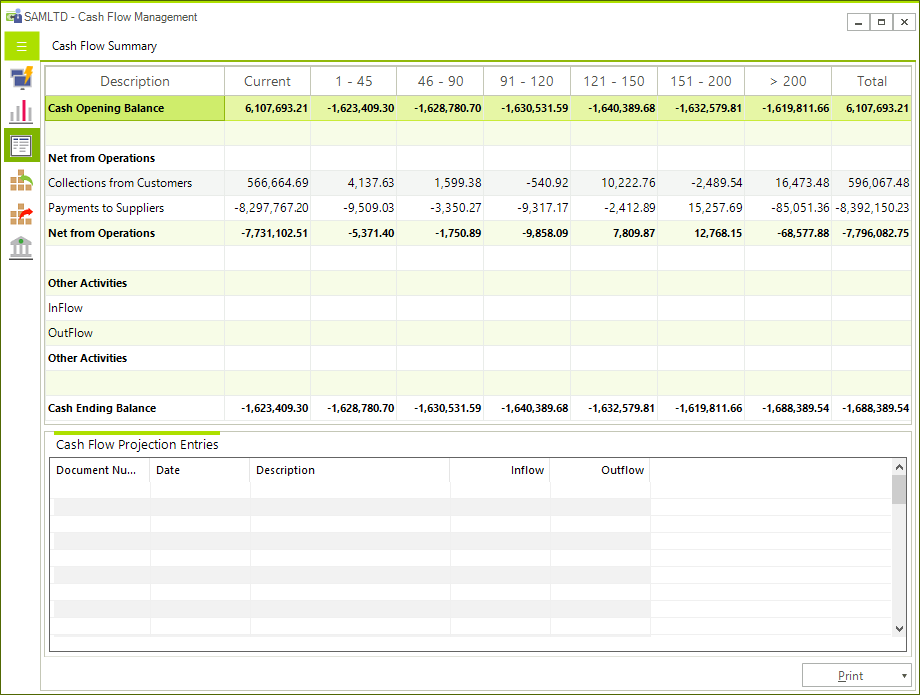 SAMLTD - Cash Flow Management
Cash Flow Summary
Description Current 1 - 45 46 - 90 91 - 120 121 - 150 151 - 200 > 200 Total
Cash Opening Balance 6,107,693.21 -1,623,409.30 -1,628,780.70 -1,630,531.59 -1,640,389.68 -1,632,579.81 -1,619,811.66 6,107,693.21
Net from Operations
Collections from Customers 566,664.69 4,137.63 1,599.38 -540.92 10,222.76 -2,489.54 16,473.48 596,067.48
Payments to Suppliers -8,297,767.20 -9,509.03 -3,350.27 -9,317.17 -2,412.89 15,257.69 -85,051.36 -8,392,150.23
Net from Operations -7,731,102.51 -5,371.40 -1,750.89 -9,858.09 7,809.87 12,768.15 -68,577.88 -7,796,082.75
Other Activities
InFlow
OutFlow
Other Activities
Cash Ending Balance -1,623,409.30 -1,628,780.70 -1,630,531.59 -1,640,389.68 -1,632,579.81 -1,619,811.66 -1,688,389.54 -1,688,389.54
Cash Flow Projection Entries
Document Nu... Date Description Inflow Outflow
Print